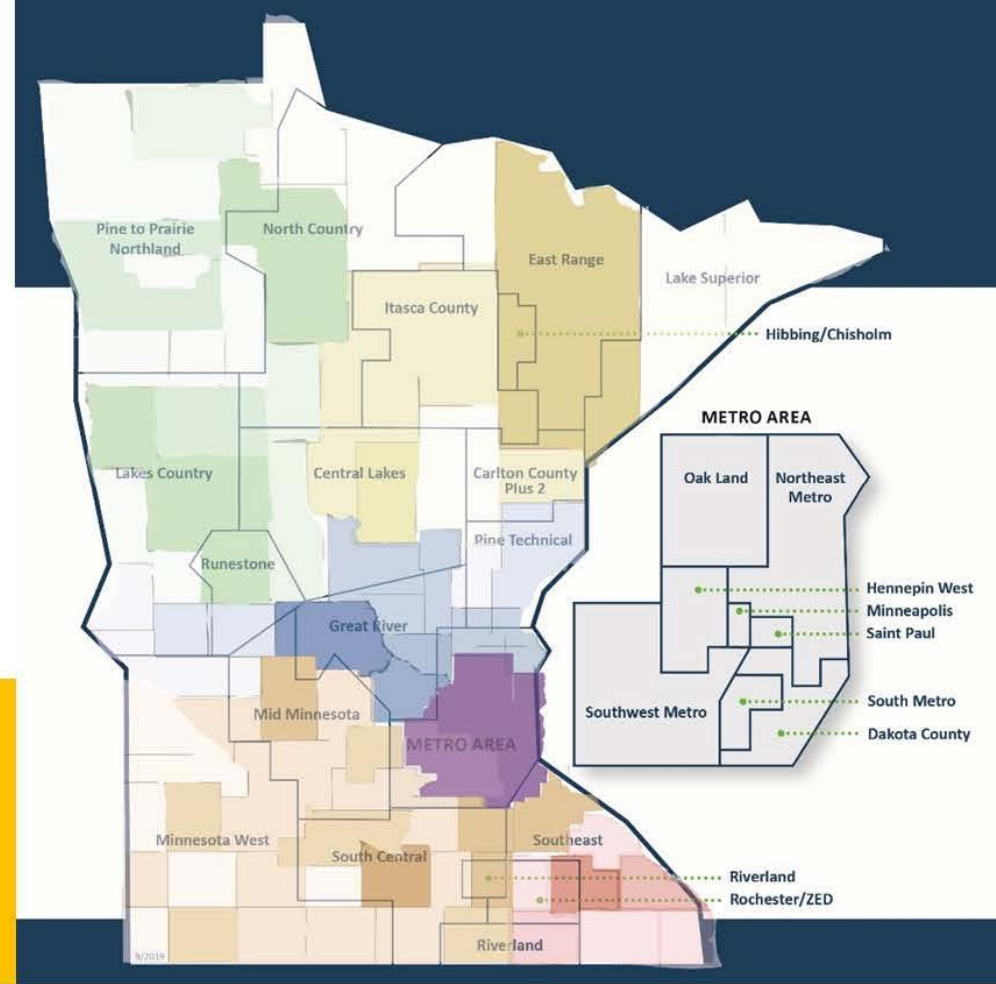 Pine to Prairie
Northland
North Country
East Range
Lake Superior
Itasca County
Hibbing/Chisholm
METRO AREA
Lakes Country
Central Lakes
Carlton County
Plus 2
Oak Land
Northeast
Metro
Pine Technical
Runestone
Hennepin West
Minneapolis
Great River
Saint Paul
Mid Minnesota
South Metro
Southwest Metro
Dakota County
METRO AREA
Minnesota West
South Central
Southeast
Riverland
Rochester/ZED
Riverland
9/2019